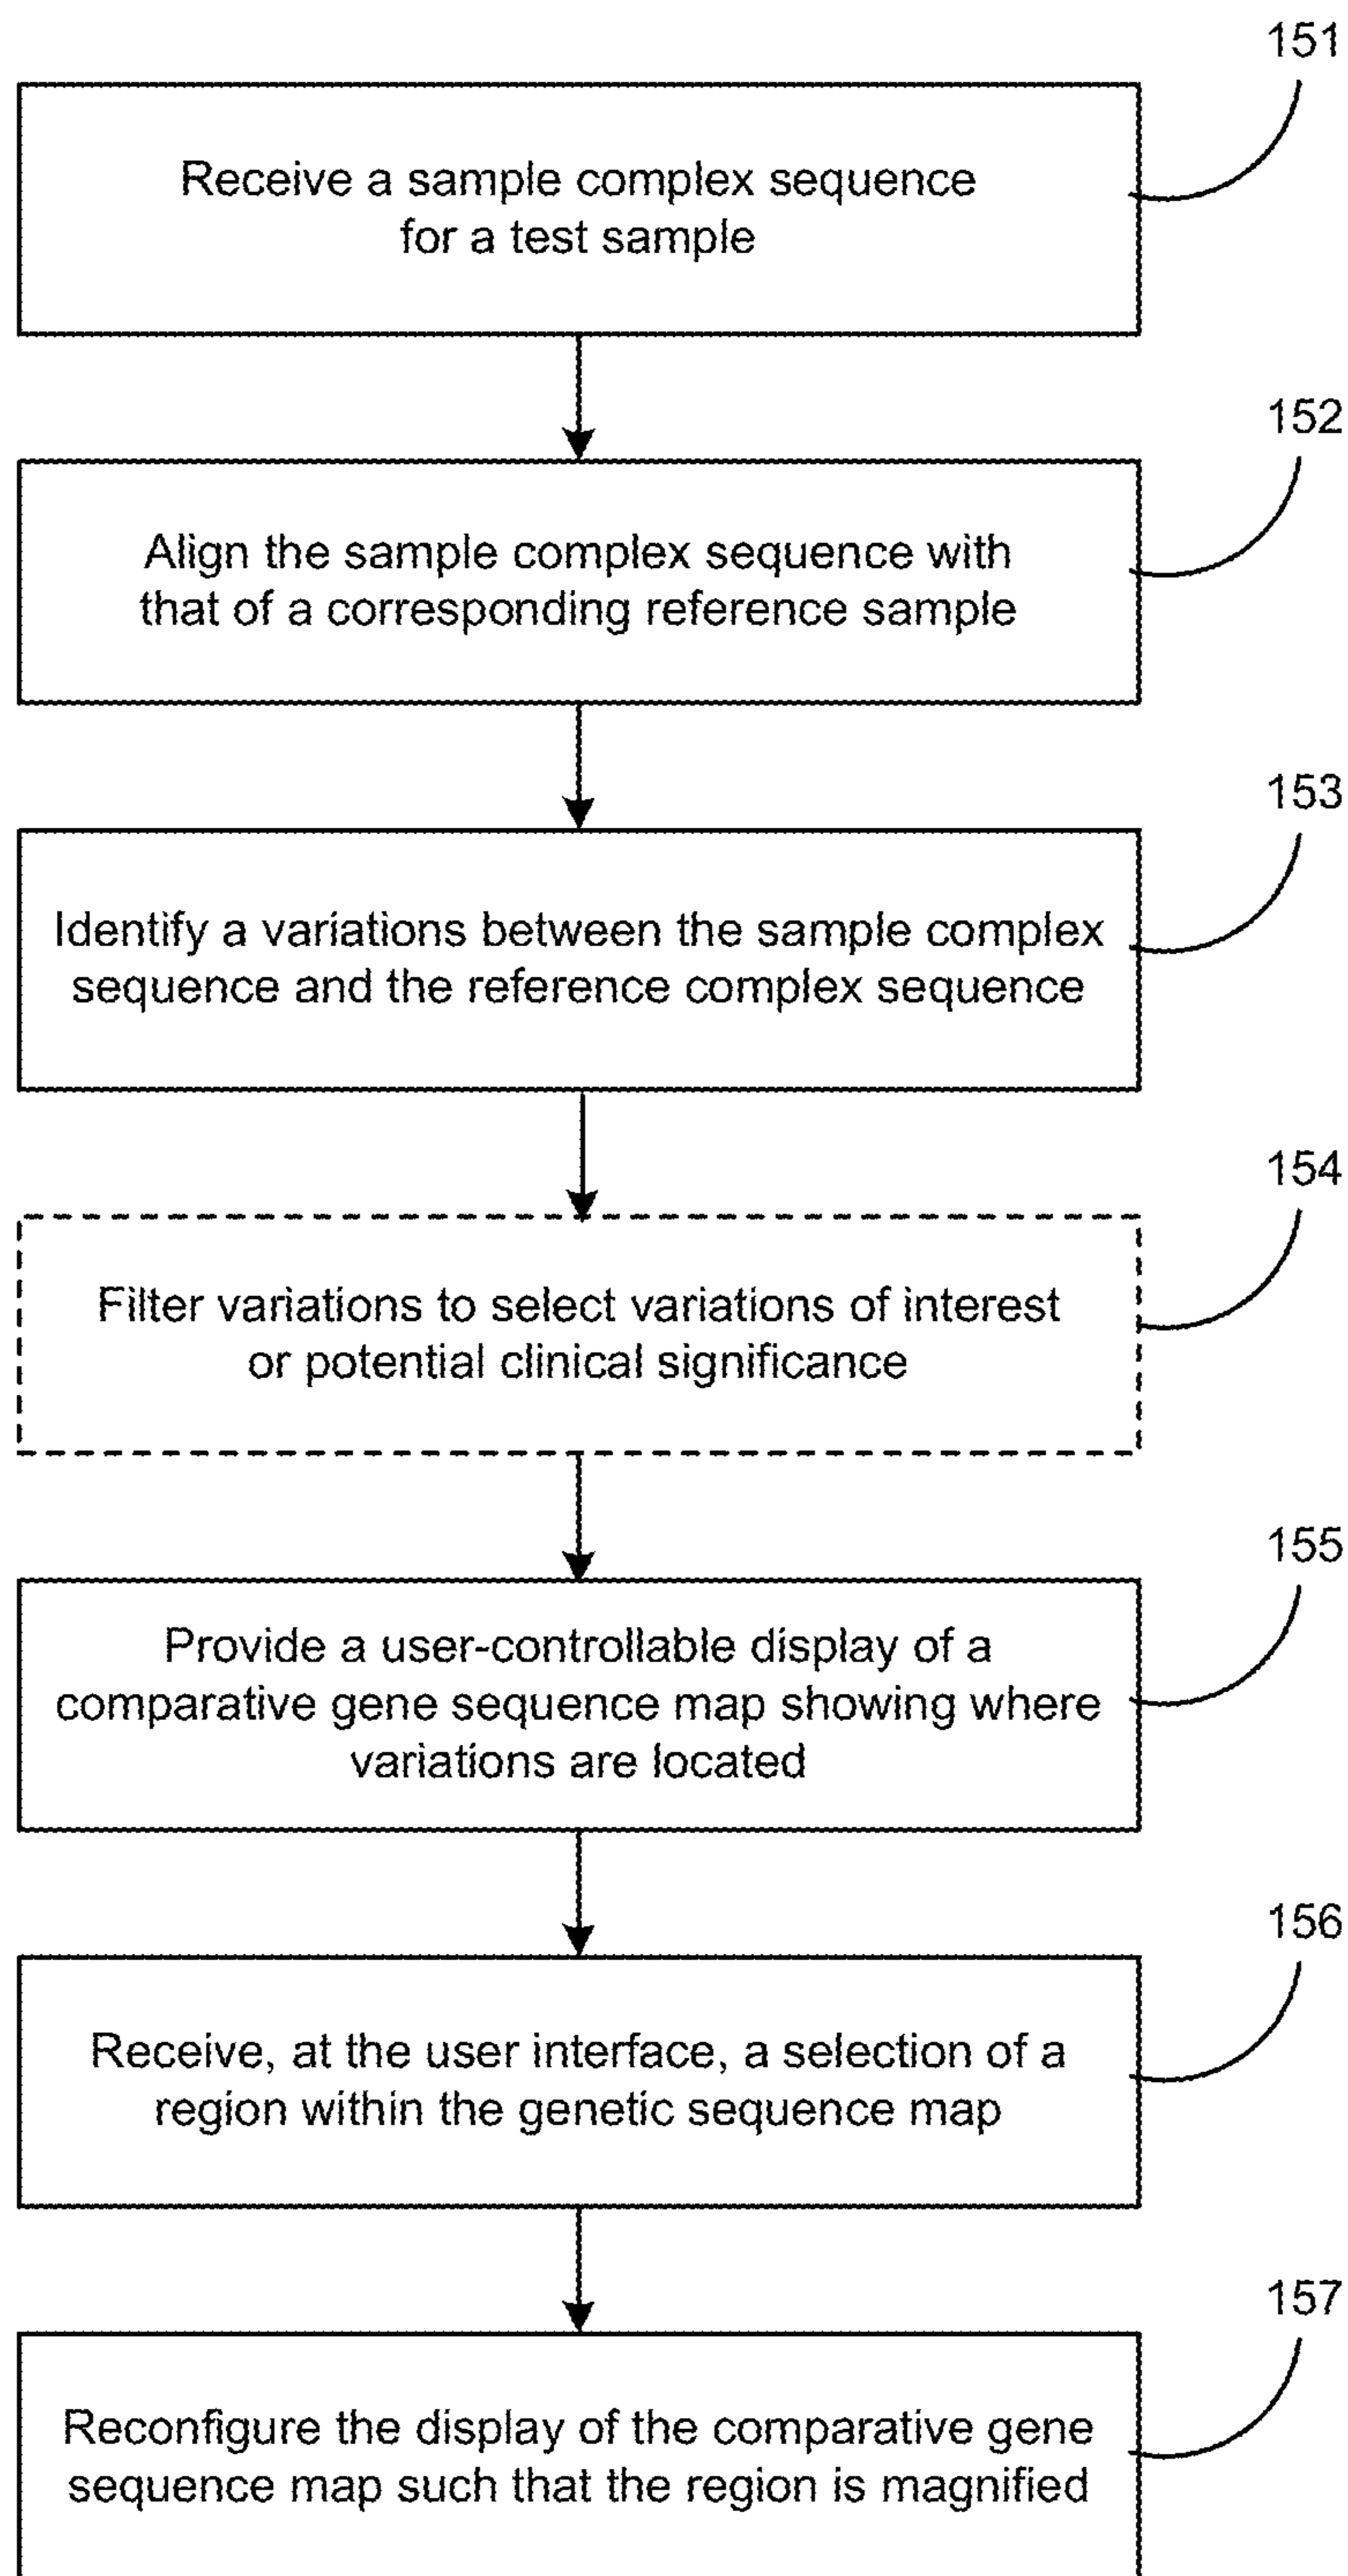 151
Receive a sample complex sequence
for a test sample
152
Align the sample complex sequence with
that of a corresponding reference sample
153
Identify a variations between the sample complex
sequence and the reference complex sequence
154
Filter variations to select variations of interest
or potential clinical significance
155
Provide a user-controllable display of a
comparative gene sequence map showing where
variations are located
156
Receive, at the user interface, a selection of a
region within the genetic sequence map
157
Reconfigure the display of the comparative gene
sequence map such that the region is magnified